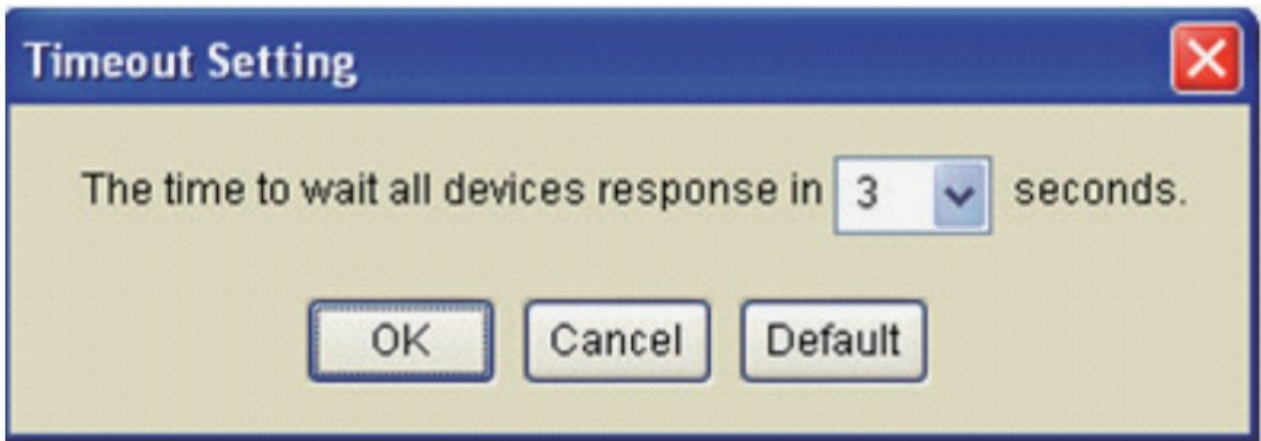 Timeout Setting
The time to wait all devices response in 3 seconds.
OK Cancel Default